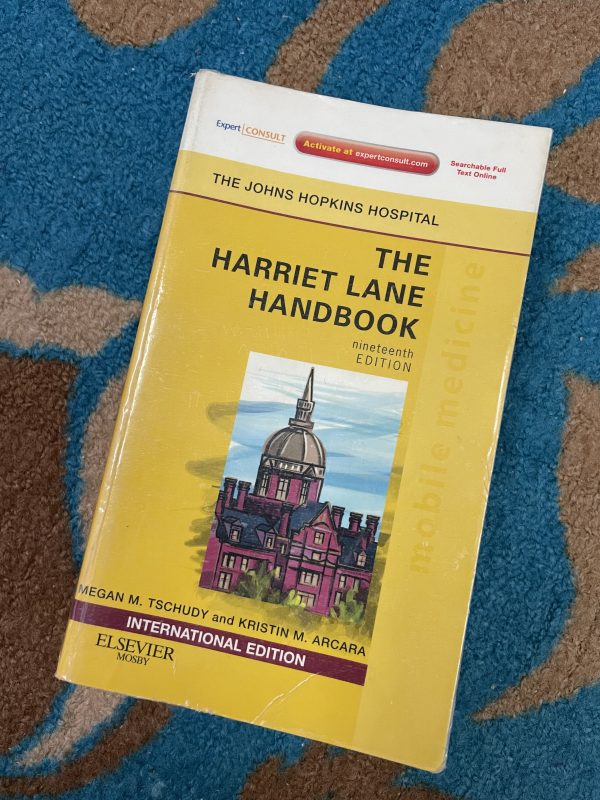 Expert CONSULT
Activate at expertconsult.com
Searchable Full
Text Online
THE JOHNS HOPKINS HOSPITAL
THE
HARRIET LANE
HANDBOOK
nineteenth
EDITION
mobile medicine
MEGAN M. TSCHUDY and KRISTIN M. ARCARA
INTERNATIONAL EDITION
ELSEVIER
MOSBY